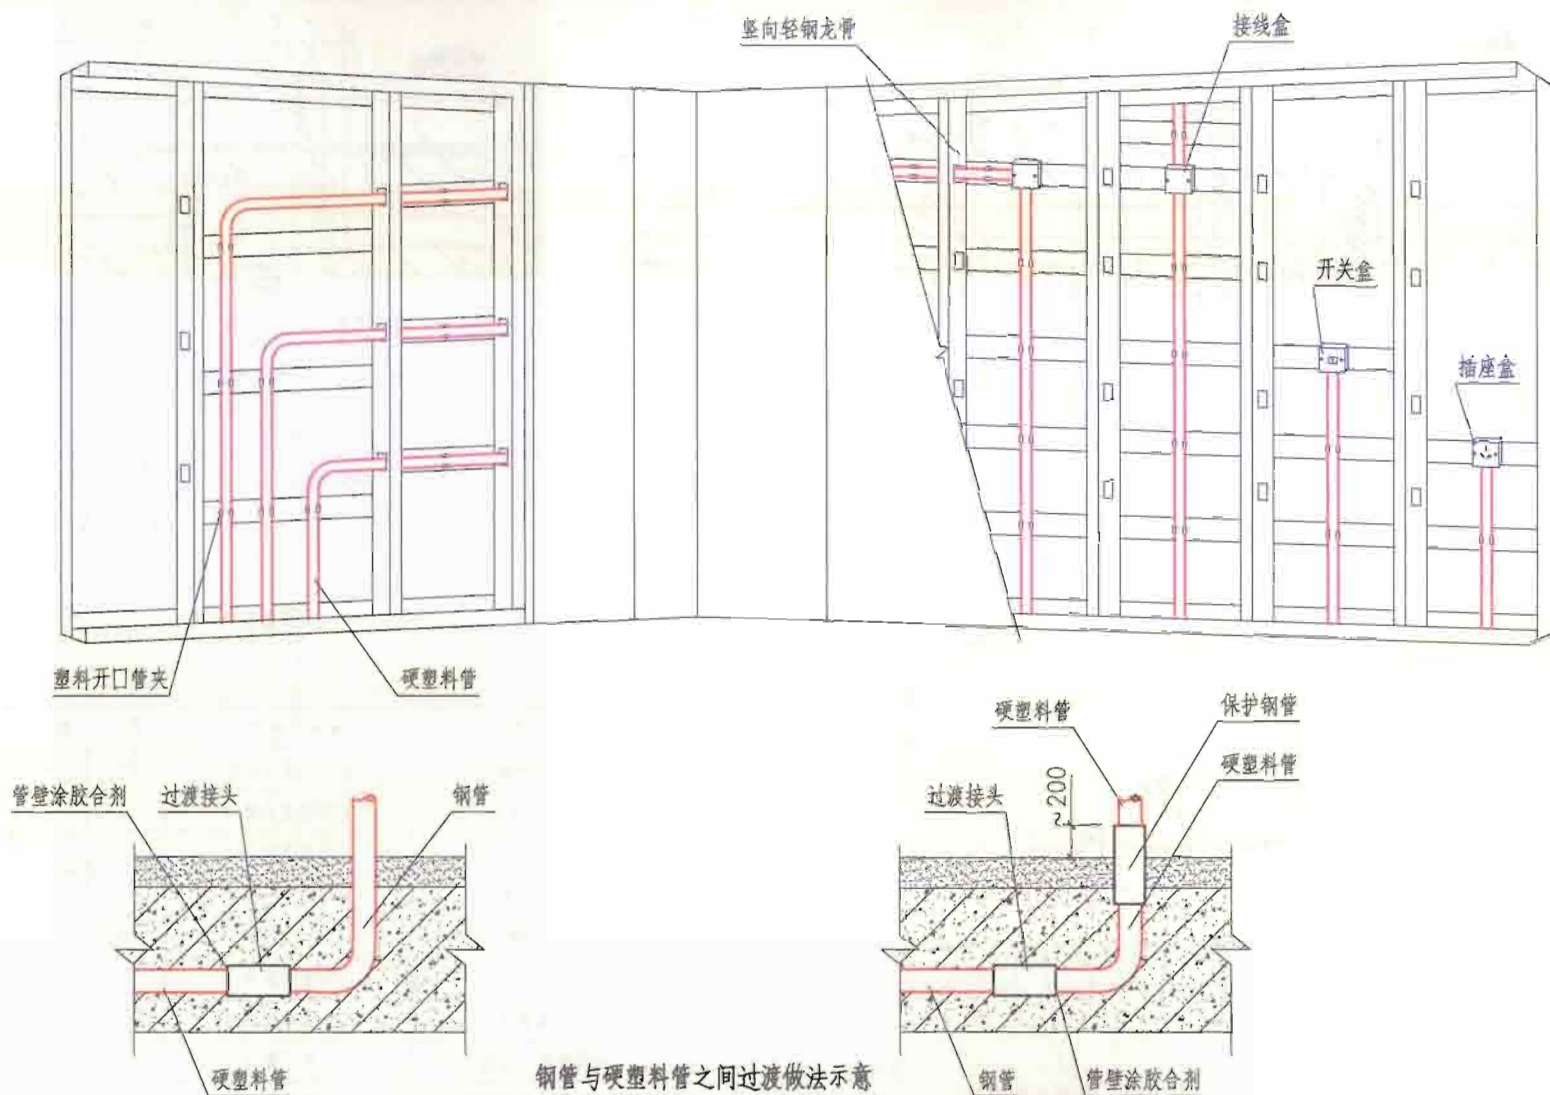 竖向轻钢龙骨
接线盒
开关盒
插座盒
塑料开口管夹
硬塑料管
硬塑料管
保护钢管
管壁涂胶合剂
过渡接头
钢管
过渡接头
≥200
硬塑料管
硬塑料管
钢管与硬塑料管之间过渡做法示意
钢管
管壁涂胶合剂